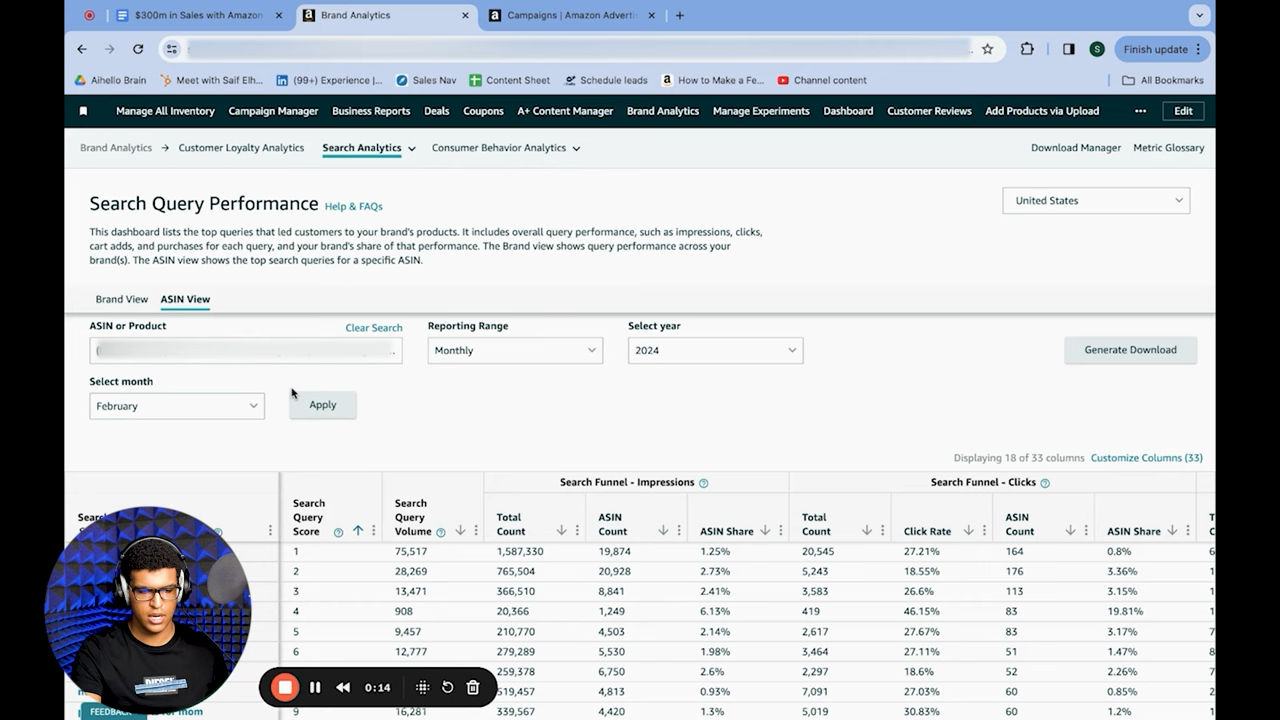 $300m in Sales with Amazon
Brand Analytics
Campaigns | Amazon Adverti
Finish update
Aihello Brain
Meet with Saif Elh...
(99+) Experience |...
Sales Nav
Content Sheet
Schedule leads
How to Make a Fe...
Channel content
All Bookmarks
Manage All Inventory
Campaign Manager
Business Reports
Deals
Coupons
A+ Content Manager
Brand Analytics
Manage Experiments
Dashboard
Customer Reviews
Add Products via Upload
Edit
Brand Analytics
Customer Loyalty Analytics
Search Analytics
Consumer Behavior Analytics
Download Manager
Metric Glossary
Search Query Performance Help & FAQs
United States
This dashboard lists the top queries that led customers to your brand's products. It includes overall query performance, such as impressions, clicks,
cart adds, and purchases for each query, and your brand's share of that performance. The Brand view shows query performance across your
brand(s). The ASIN view shows the top search queries for a specific ASIN.
Brand View
ASIN View
ASIN or Product
Clear Search
Reporting Range
Monthly
Select year
2024
Generate Download
Select month
February
Apply
Displaying 18 of 33 columns Customize Columns (33)
Search Funnel - Impressions
Search Funnel - Clicks
Search
Query
Score
Search
Query
Volume
Total
Count
ASIN
Count
ASIN Share
Total
Count
Click Rate
ASIN
Count
ASIN Share
1 75,517 1,587,330 19,874 1.25% 20,545 27.21% 164 0.8%
2 28,269 765,504 20,928 2.73% 5,243 18.55% 176 3.36%
3 13,471 366,510 8,841 2.41% 3,583 26.6% 113 3.15%
4 908 20,366 1,249 6.13% 419 46.15% 83 19.81%
5 9,457 210,770 4,503 2.14% 2,617 27.67% 83 3.17%
6 12,777 279,289 5,530 1.98% 3,464 27.11% 51 1.47%
259,378 6,750 2.6% 2,297 18.6% 52 2.26%
519,457 4,813 0.93% 7,091 27.03% 60 0.85%
9 16,281 339,567 4,420 1.3% 5,019 30.83% 60 1.2%
0:14
FEEDBACK
for mom
DIESEL